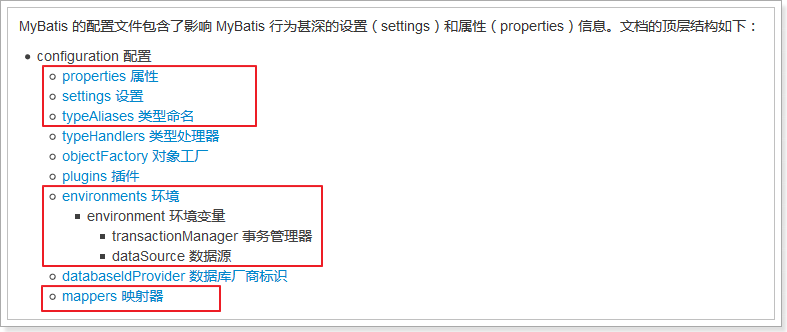 MyBatis 的配置文件包含了影响 MyBatis 行为甚深的设置（settings）和属性（properties）信息。文档的顶层结构如下：
configuration 配置
properties 属性
settings 设置
typeAliases 类型命名
typeHandlers 类型处理器
objectFactory 对象工厂
plugins 插件
environments 环境
environment 环境变量
transactionManager 事务管理器
dataSource 数据源
databaseIdProvider 数据库厂商标识
mappers 映射器